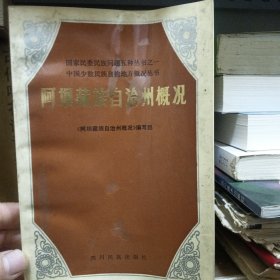 国家民委民族问题五种丛书之一
中国少数民族自治地方概况丛书
阿坝藏族自治州概况
《阿坝藏族自治州概况》编写组
四川民族出版社